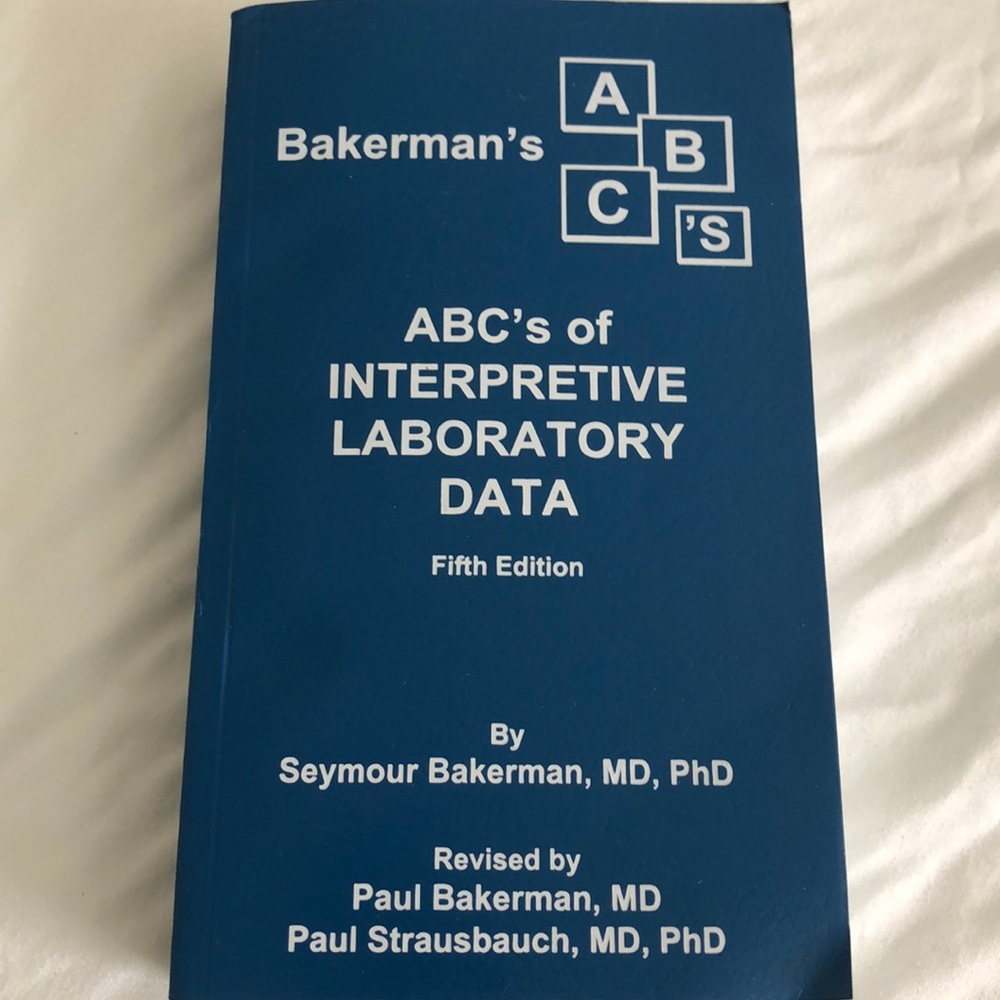 Bakerman's
A
B
C
'S
ABC's of
INTERPRETIVE
LABORATORY
DATA
Fifth Edition
By
Seymour Bakerman, MD, PhD
Revised by
Paul Bakerman, MD
Paul Strausbauch, MD, PhD